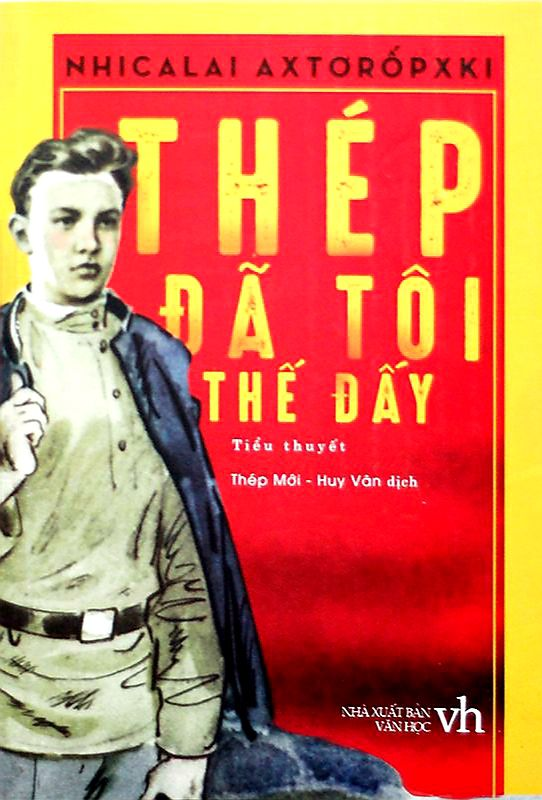 NHICALAI AXTƠRỐPXKI
THÉP
ĐÃ TÔI
THẾ ĐẤY
Tiểu thuyết
Thép Mới - Huy Vân dịch
NHÀ XUẤT BẢN
VĂN HỌC
vh